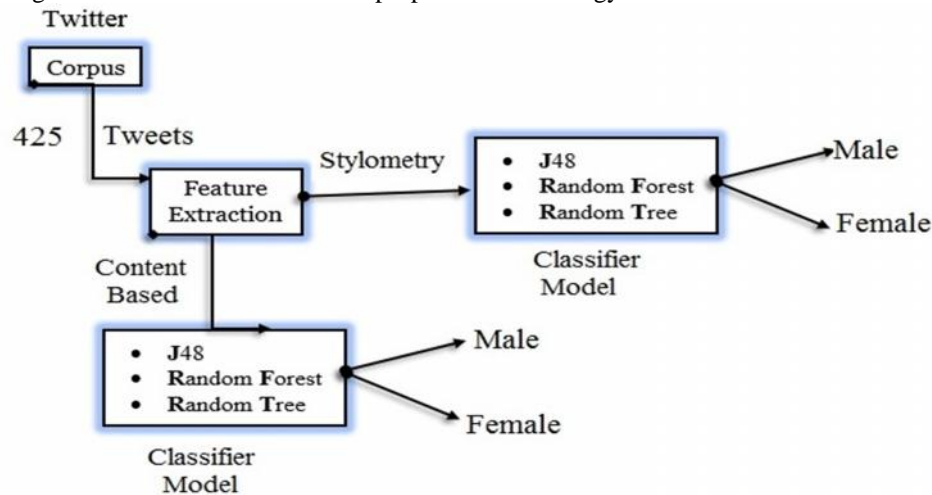 Twitter
Corpus
425 Tweets
Feature
Extraction
Stylometry
• J48
• Random Forest
• Random Tree
Classifier
Model
Male
Female
Content
Based
• J48
• Random Forest
• Random Tree
Classifier
Model
Male
Female